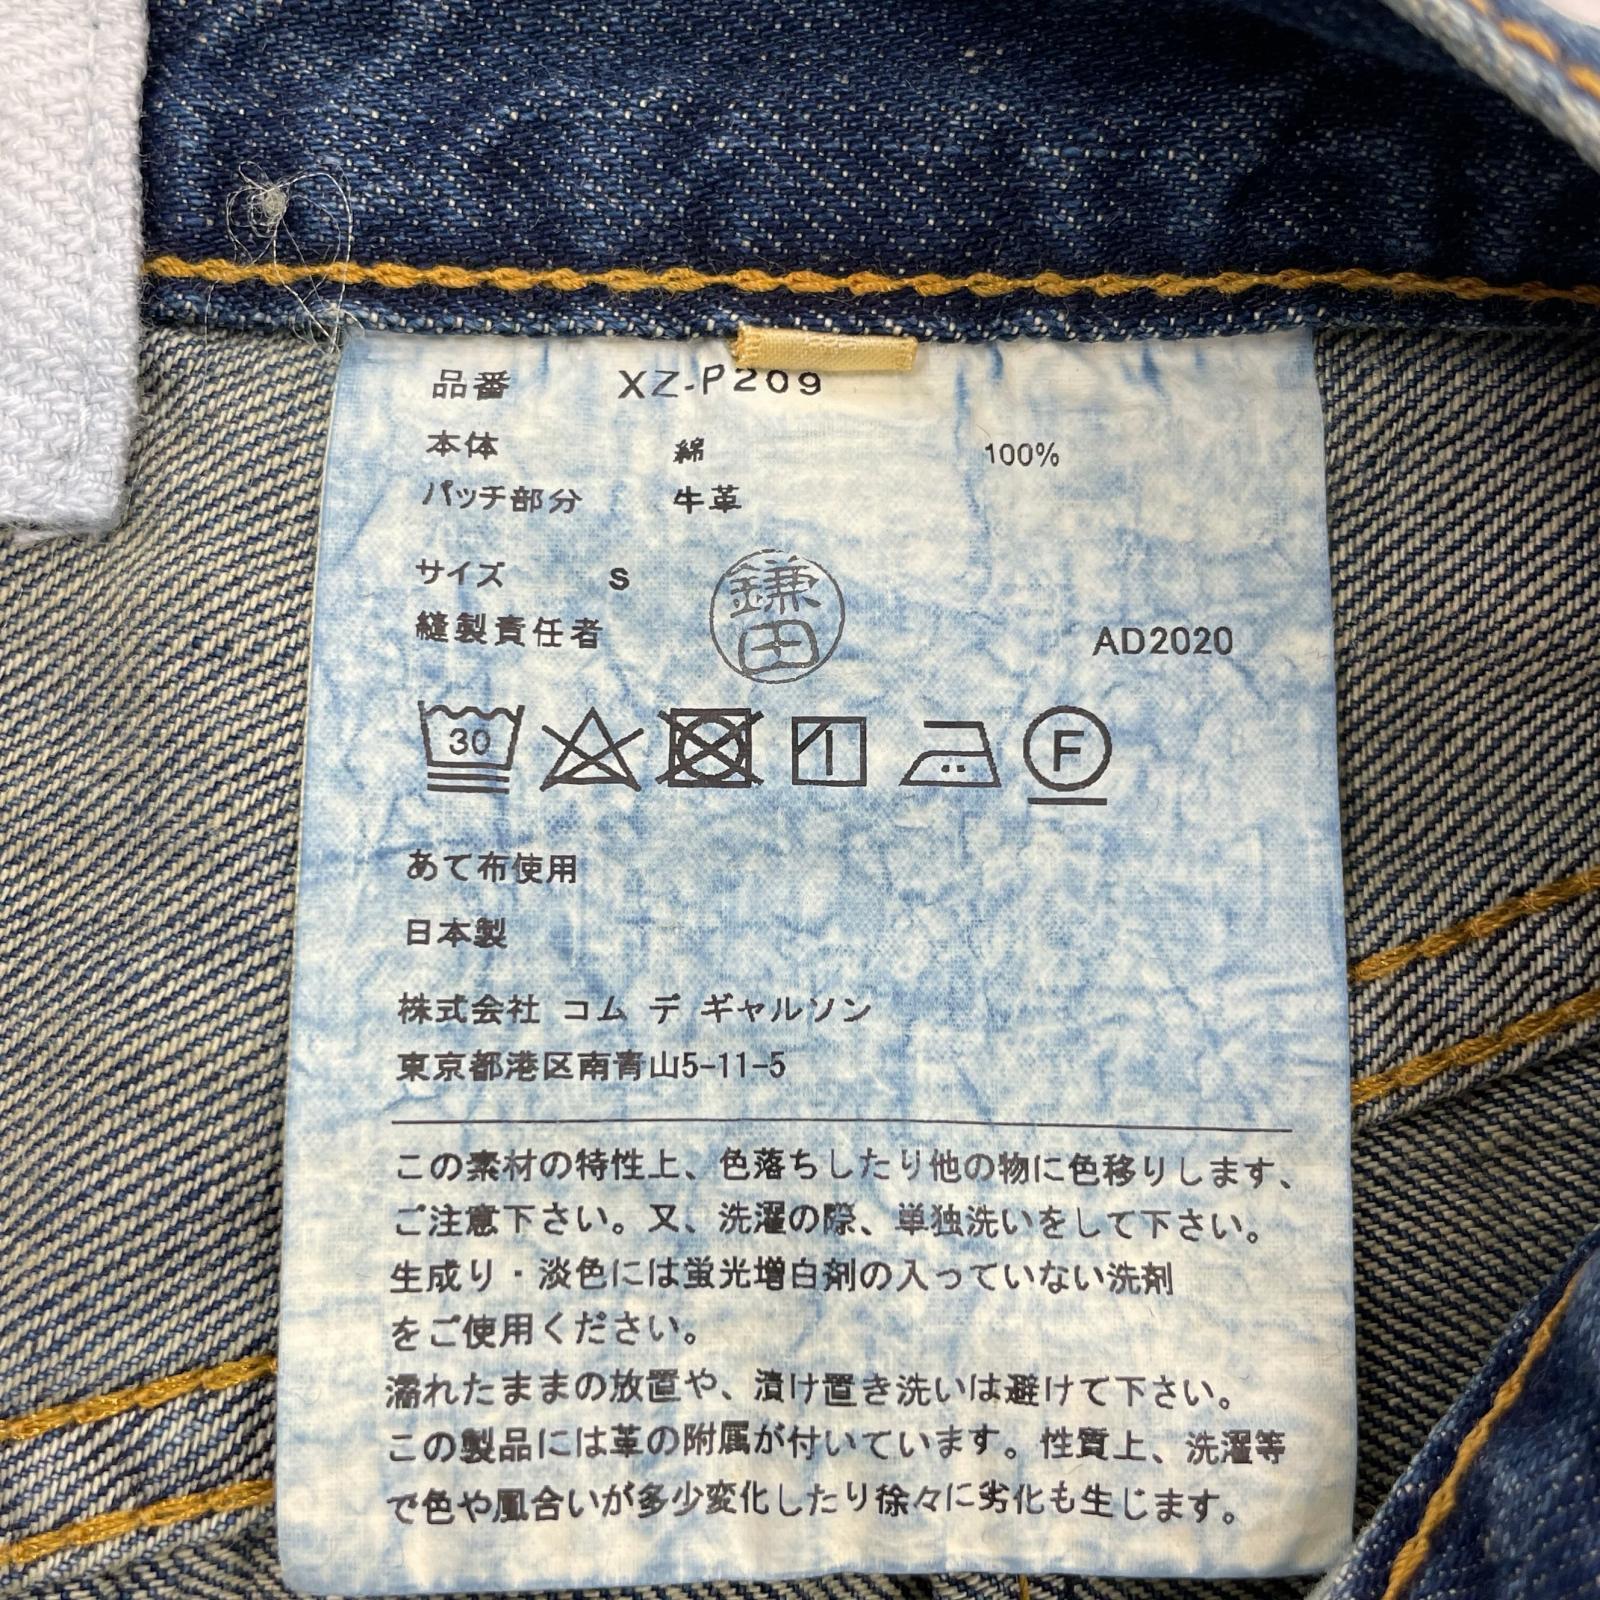 品番 XZ-P209
本体 綿 100%
パッチ部分 牛革
サイズ S
縫製責任者 鎌田 AD2020
30 F
あて布使用
日本製
株式会社 コム デ ギャルソン
東京都港区南青山5-11-5
この素材の特性上、色落ちしたり他の物に色移りします、
ご注意下さい。又、洗濯の際、単独洗いをして下さい。
生成り・淡色には蛍光増白剤の入っていない洗剤
をご使用ください。
濡れたままの放置や、漬け置き洗いは避けて下さい。
この製品には革の附属が付いています。性質上、洗濯等
で色や風合いが多少変化したり徐々に劣化も生じます。